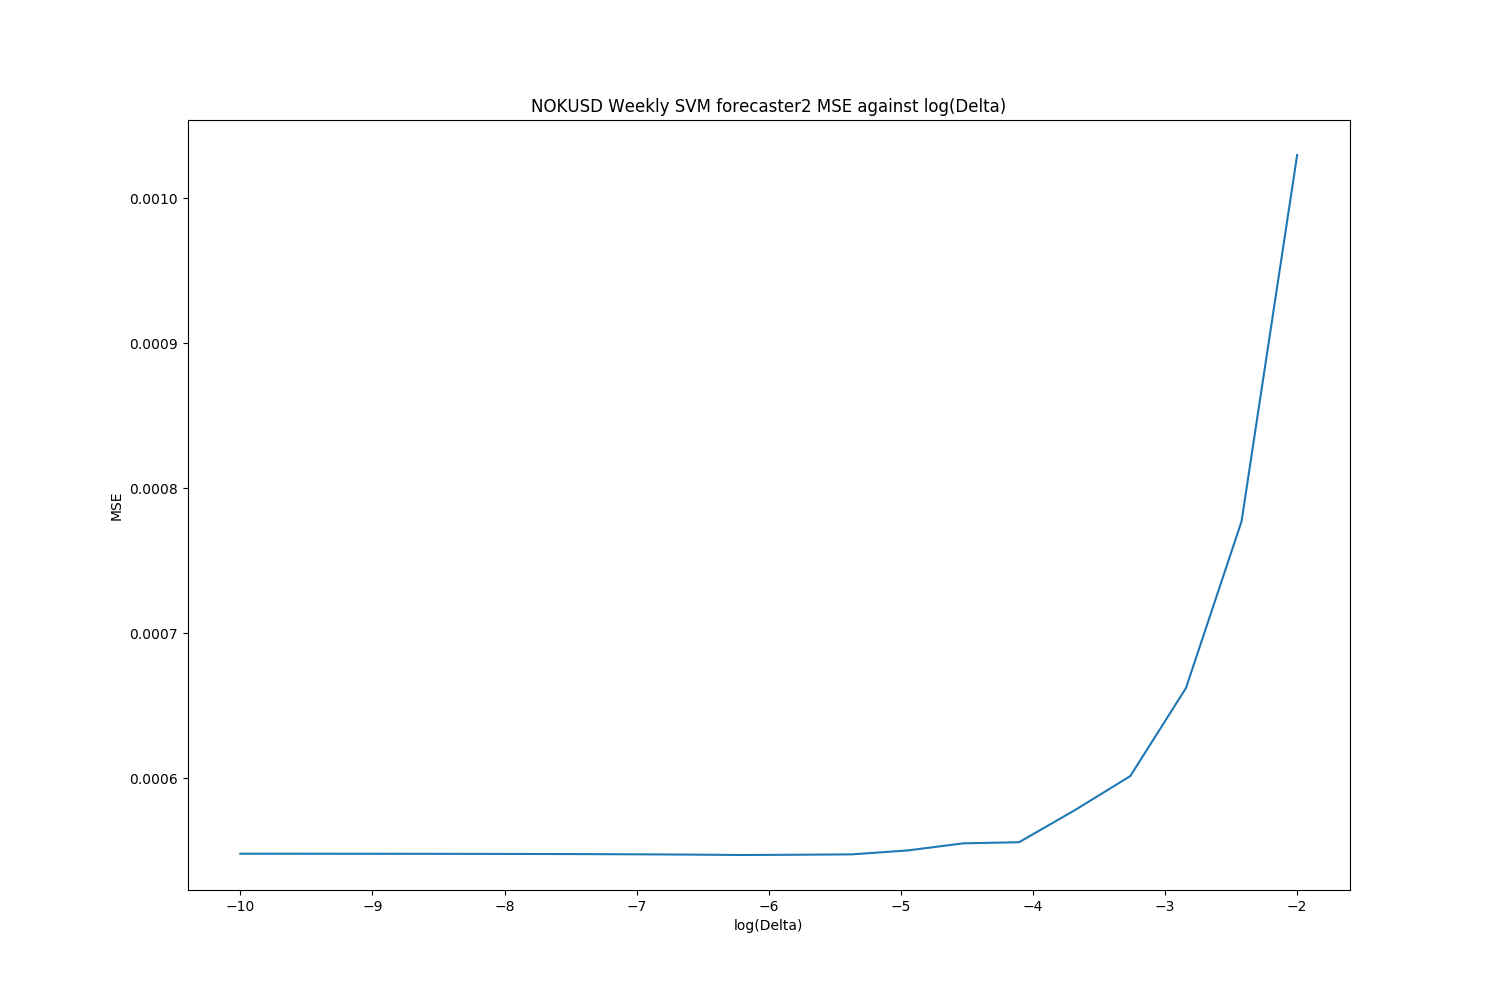 NOKUSD Weekly SVM forecaster2 MSE against log(Delta)
0.0010
0.0009
0.0008
0.0007
0.0006
MSE
−10 −9 −8 −7 −6 −5 −4 −3 −2
log(Delta)